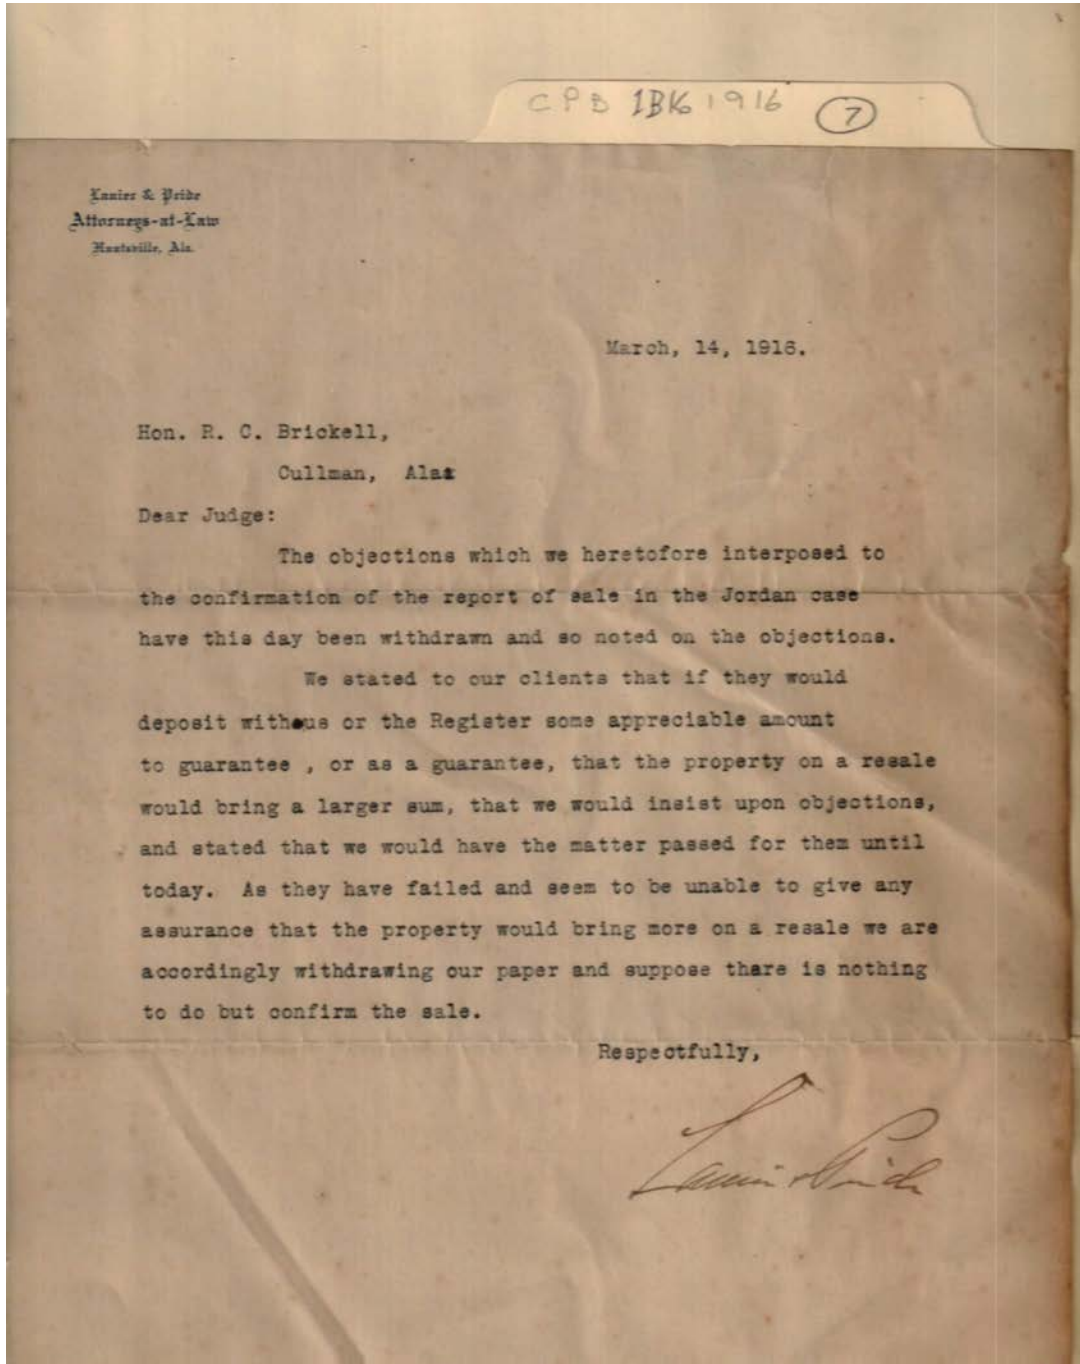 CPB IBK 1916 7
Lanier & Pride
Attorneys-at-Law
Huntsville, Ala.
March, 14, 1916.
Hon. R. C. Brickell,
Cullman, Ala
Dear Judge:
The objections which we heretofore interposed to
the confirmation of the report of sale in the Jordan case
have this day been withdrawn and so noted on the objections.
We stated to our clients that if they would
deposit with us or the Register some appreciable amount
to guarantee , or as a guarantee, that the property on a resale
would bring a larger sum, that we would insist upon objections,
and stated that we would have the matter passed for them until
today. As they have failed and seem to be unable to give any
assurance that the property would bring more on a resale we are
accordingly withdrawing our paper and suppose there is nothing
to do but confirm the sale.
Respectfully,
Lanier & Pride